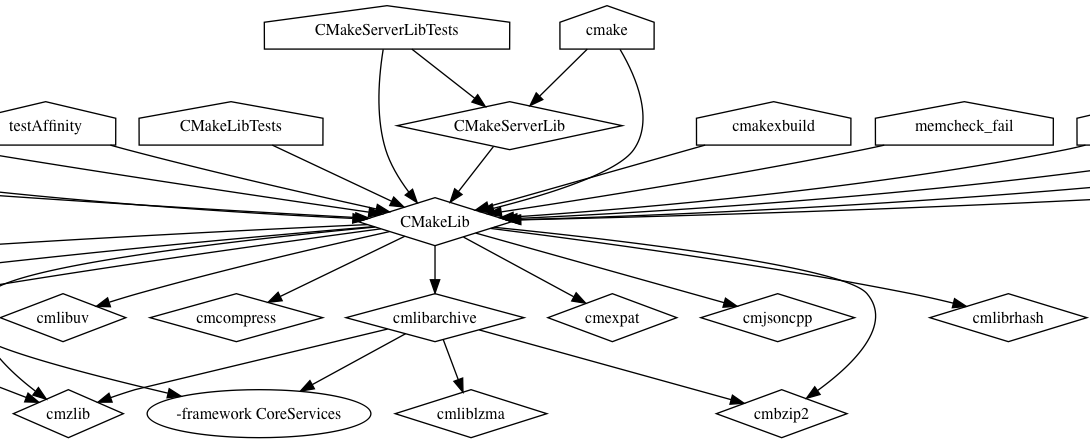 CMakeServerLibTests
cmake
testAffinity
CMakeLibTests
CMakeServerLib
cmakexbuild
memcheck_fail
CMakeLib
cmlibuv
cmcompress
cmlibarchive
cmexpat
cmjsoncpp
cmlibrhash
cmzlib
-framework CoreServices
cmliblzma
cmbzip2